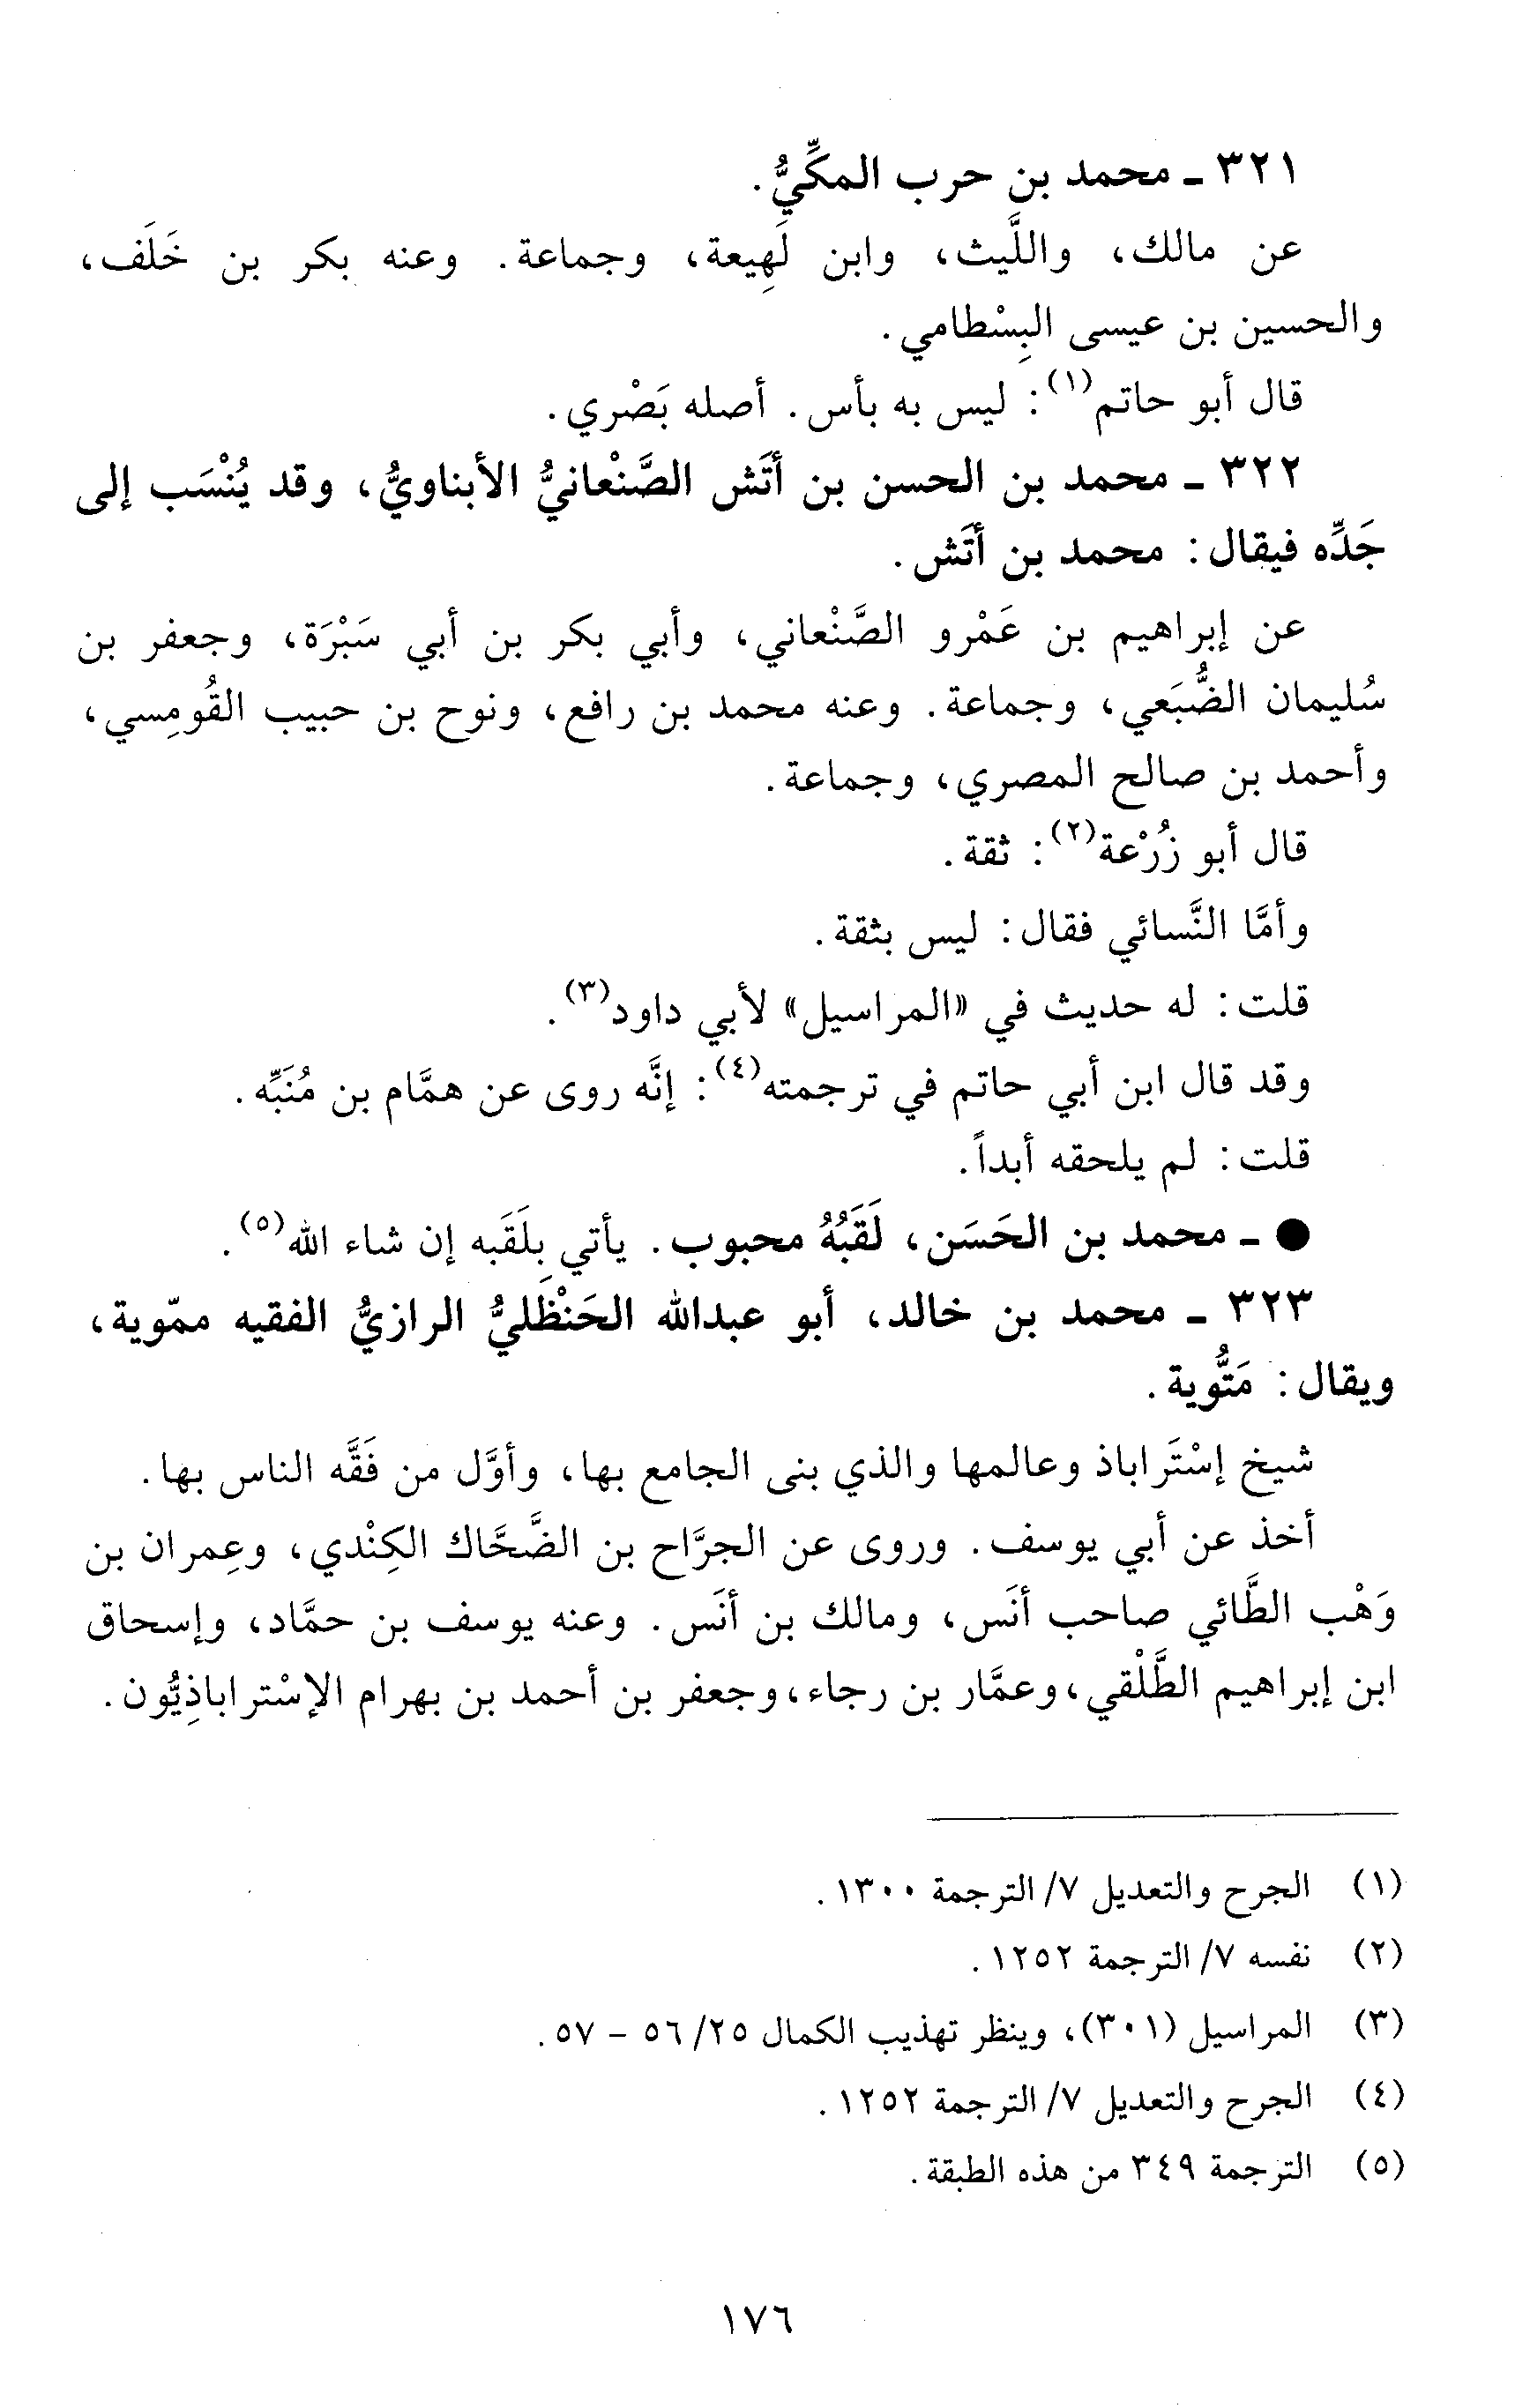 ٣٢١ ـ محمد بن حرب المكِّيُّ.
عن مالك، واللَّيث، وابن لَهِيعة، وجماعة. وعنه بكر بن خَلَف،
والحسين بن عيسى البِسْطامي.
قال أبو حاتم(١): ليس به بأس. أصله بَصْري.
٣٢٢ ـ محمد بن الحسن بن أتَش الصَّنْعانيُّ الأبناويُّ، وقد يُنْسَب إلى
جَدِّه فيقال: محمد بن أتَش.
عن إبراهيم بن عَمْرو الصَّنْعاني، وأبي بكر بن أبي سَبْرَة، وجعفر بن
سُليمان الضُّبَعي، وجماعة. وعنه محمد بن رافع، ونوح بن حبيب القُومِسي،
وأحمد بن صالح المصري، وجماعة.
قال أبو زُرْعة(٢): ثقة.
وأمَّا النَّسائي فقال: ليس بثقة.
قلت: له حديث في «المراسيل» لأبي داود(٣).
وقد قال ابن أبي حاتم في ترجمته(٤): إنَّه روى عن همَّام بن مُنَبِّه.
قلت: لم يلحقه أبداً.
● ـ محمد بن الحَسَن، لَقَبُهُ محبوب. يأتي بِلَقَبه إن شاء الله(٥).
٣٢٣ ـ محمد بن خالد، أبو عبدالله الحَنْظَليُّ الرازيُّ الفقيه ممّوية،
ويقال: مَتُّوية.
شيخ إسْتَراباذ وعالمها والذي بنى الجامع بها، وأوَّل من فَقَّه الناس بها.
أخذ عن أبي يوسف. وروى عن الجرَّاح بن الضَّحَّاك الكِنْدي، وعِمران بن
وَهْب الطَّائي صاحب أنَس، ومالك بن أنَس. وعنه يوسف بن حمَّاد، وإسحاق
ابن إبراهيم الطَّلْقي، وعمَّار بن رجاء، وجعفر بن أحمد بن بهرام الإسْتراباذِيُّون.
(١) الجرح والتعديل ٧/ الترجمة ١٣٠٠.
(٢) نفسه ٧/ الترجمة ١٢٥٢.
(٣) المراسيل (٣٠١)، وينظر تهذيب الكمال ٢٥/ ٥٦ - ٥٧.
(٤) الجرح والتعديل ٧/ الترجمة ١٢٥٢.
(٥) الترجمة ٣٤٩ من هذه الطبقة.
١٧٦